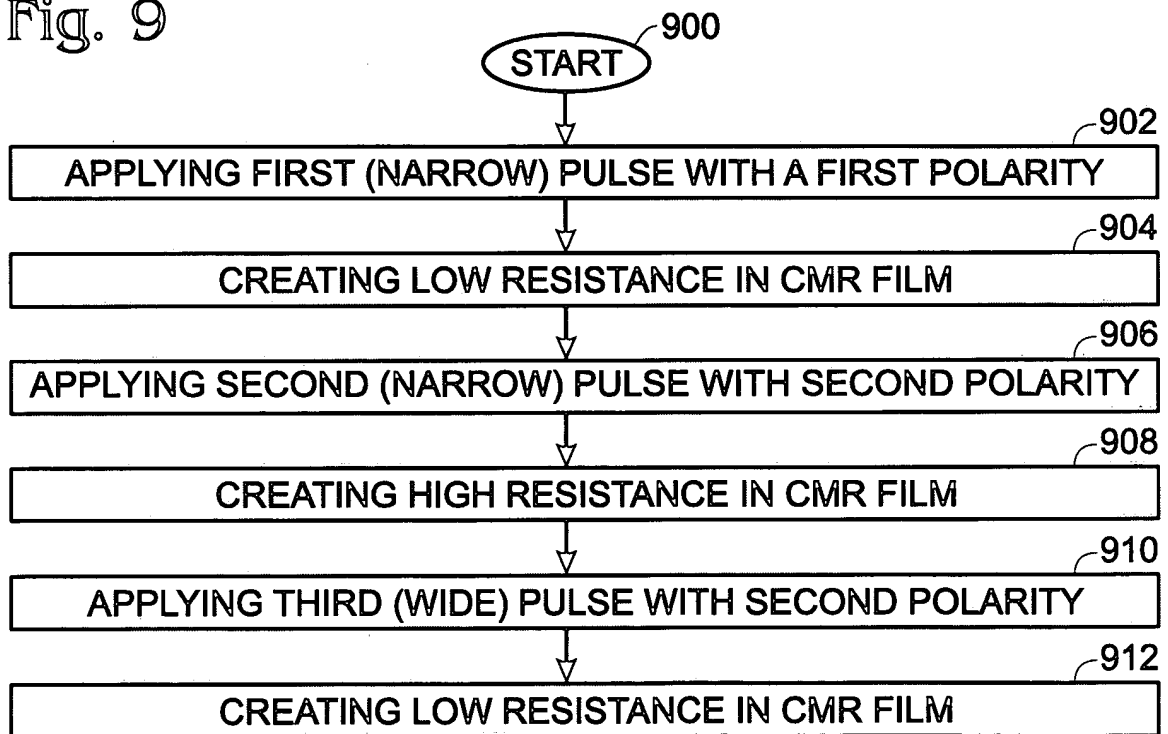 Fig. 9
900
START
902
APPLYING FIRST (NARROW) PULSE WITH A FIRST POLARITY
904
CREATING LOW RESISTANCE IN CMR FILM
906
APPLYING SECOND (NARROW) PULSE WITH SECOND POLARITY
908
CREATING HIGH RESISTANCE IN CMR FILM
910
APPLYING THIRD (WIDE) PULSE WITH SECOND POLARITY
912
CREATING LOW RESISTANCE IN CMR FILM